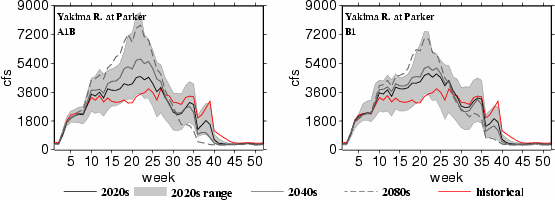 9000
7200
5400
3600
1800
0
cfs
Yakima R. at Parker
A1B
5 10 15 20 25 30 35 40 45 50
week
9000
7200
5400
3600
1800
0
cfs
Yakima R. at Parker
B1
5 10 15 20 25 30 35 40 45 50
week
2020s 2020s range 2040s 2080s historical